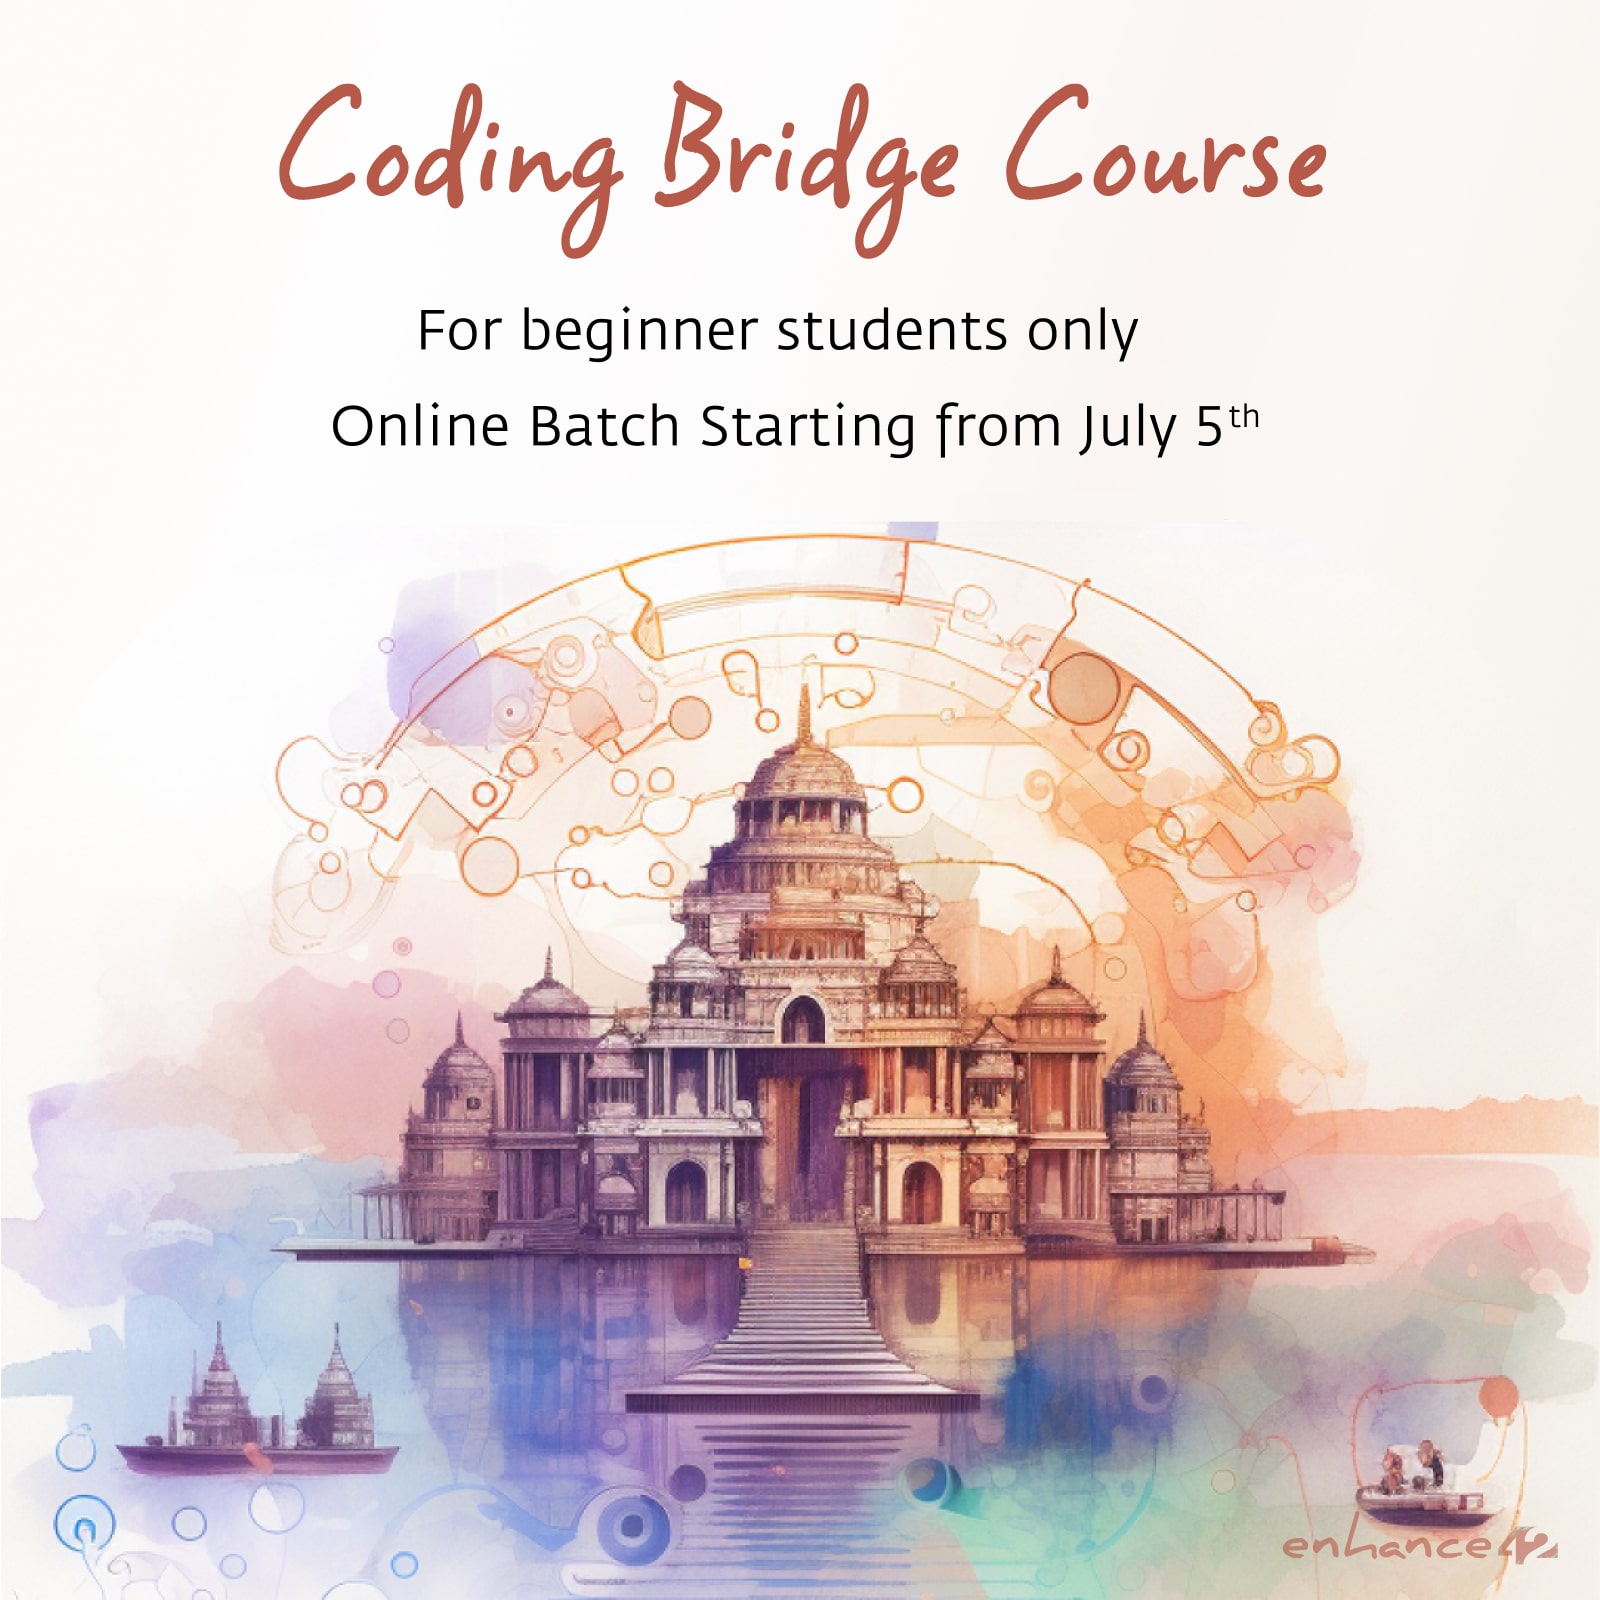 Coding Bridge Course
For beginner students only
Online Batch Starting from July 5th
enhance42